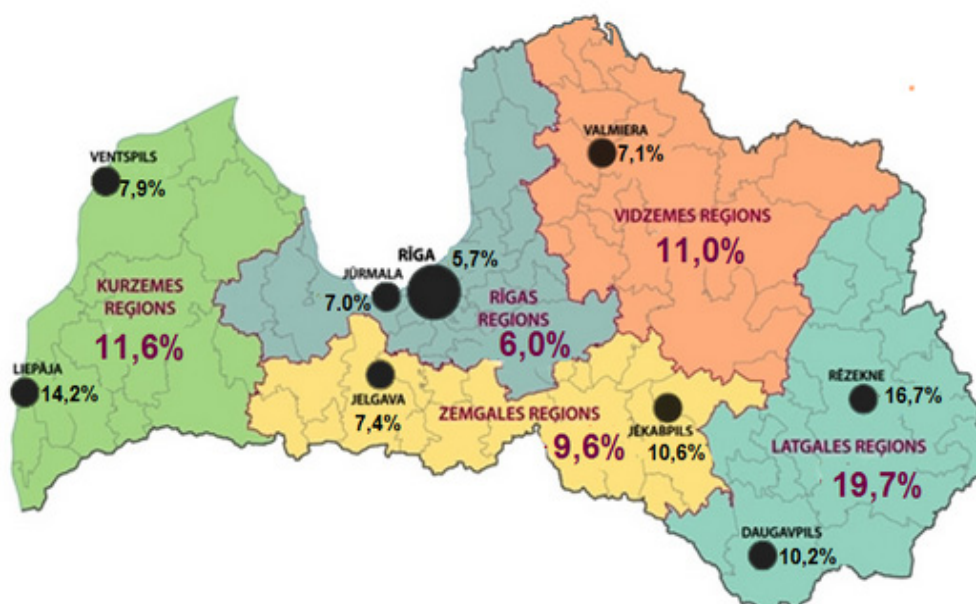 VENTSPILS
7,9%
KURZEMES
REĢIONS
11,6%
LIEPĀJA
14,2%
RĪGA
5,7%
JŪRMALA
7.0%
RĪGAS
REĢIONS
6,0%
VALMIERA
7,1%
VIDZEMES REĢIONS
11,0%
JELGAVA
7,4%
ZEMGALES REĢIONS
9,6%
JĒKABPILS
10,6%
RĒZEKNE
16,7%
LATGALES REĢIONS
19,7%
DAUGAVPILS
10,2%